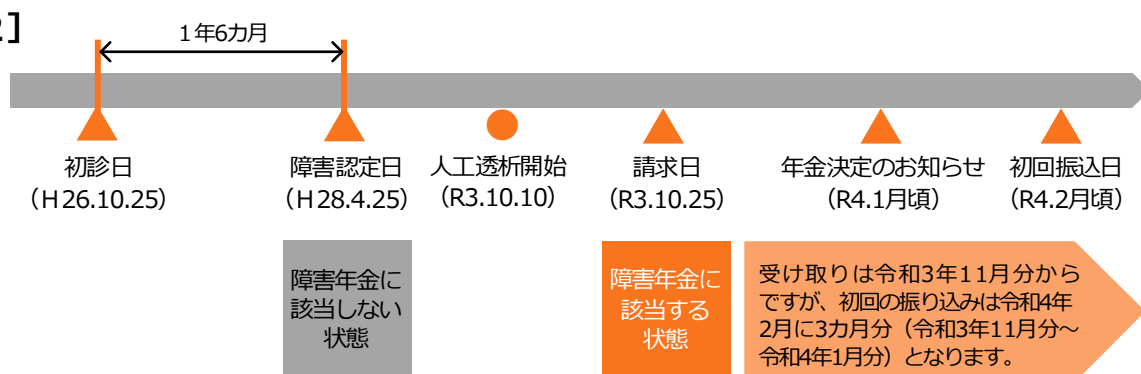 2]
1年6カ月
初診日
（H26.10.25）
障害認定日
（H28.4.25）
人工透析開始
（R3.10.10）
請求日
（R3.10.25）
年金決定のお知らせ
（R4.1月頃）
初回振込日
（R4.2月頃）
障害年金に
該当しない
状態
障害年金に
該当する
状態
受け取りは令和3年11月分から
ですが、初回の振り込みは令和4年
2月に3カ月分（令和3年11月分～
令和4年1月分）となります。